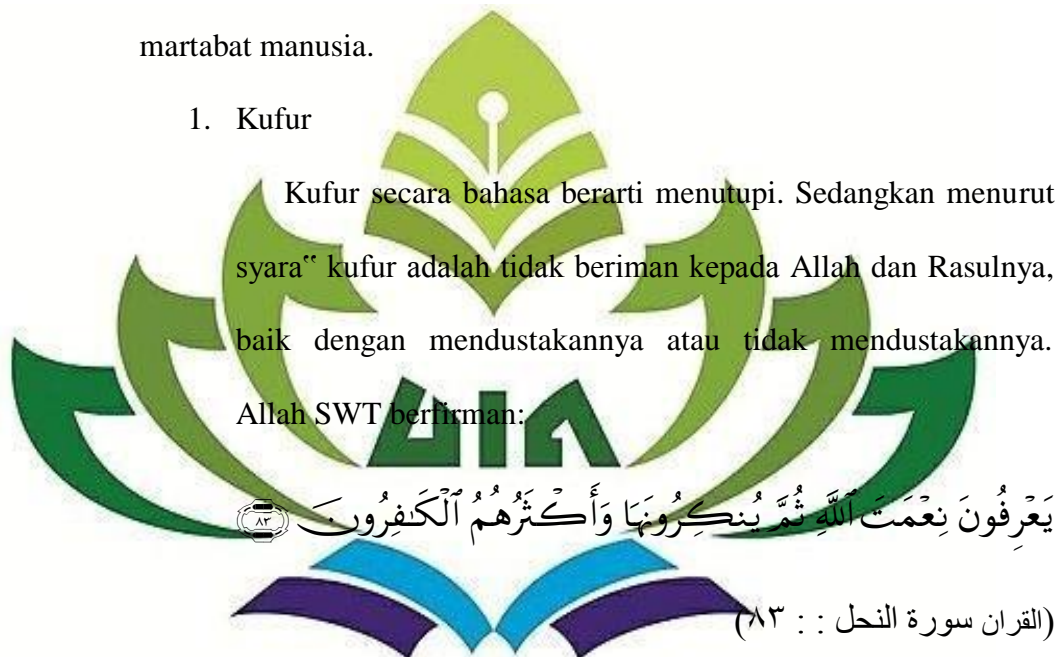 martabat manusia.
1. Kufur
Kufur secara bahasa berarti menutupi. Sedangkan menurut
syara‟ kufur adalah tidak beriman kepada Allah dan Rasulnya,
baik dengan mendustakannya atau tidak mendustakannya.
Allah SWT berfirman:
يَعْرِفُونَ نِعْمَتَ ٱللَّهِ ثُمَّ يُنكِرُونَهَا وَأَكْثَرُهُمُ ٱلْكَـٰفِرُونَ ﴿٨٣﴾
(القران سورة النحل : : ٨٣)